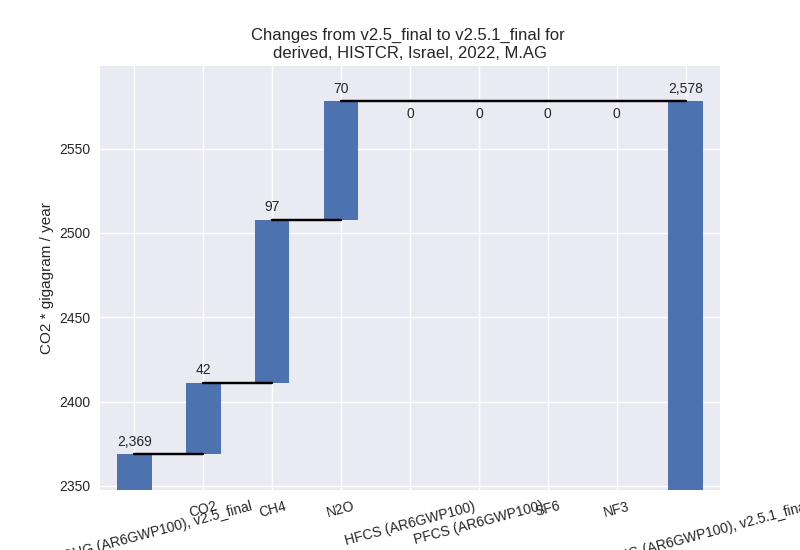 Changes from v2.5_final to v2.5.1_final for
derived, HISTCR, Israel, 2022, M.AG
CO2 * gigagram / year
2550
2500
2450
2400
2350
2,369
42
97
70
0
0
0
0
2,578
(AR6GWP100), v2.5_final
CO2
CH4
N2O
HFCS (AR6GWP100)
PFCS (AR6GWP100)
SF6
NF3
(AR6GWP100), v2.5.1_fina